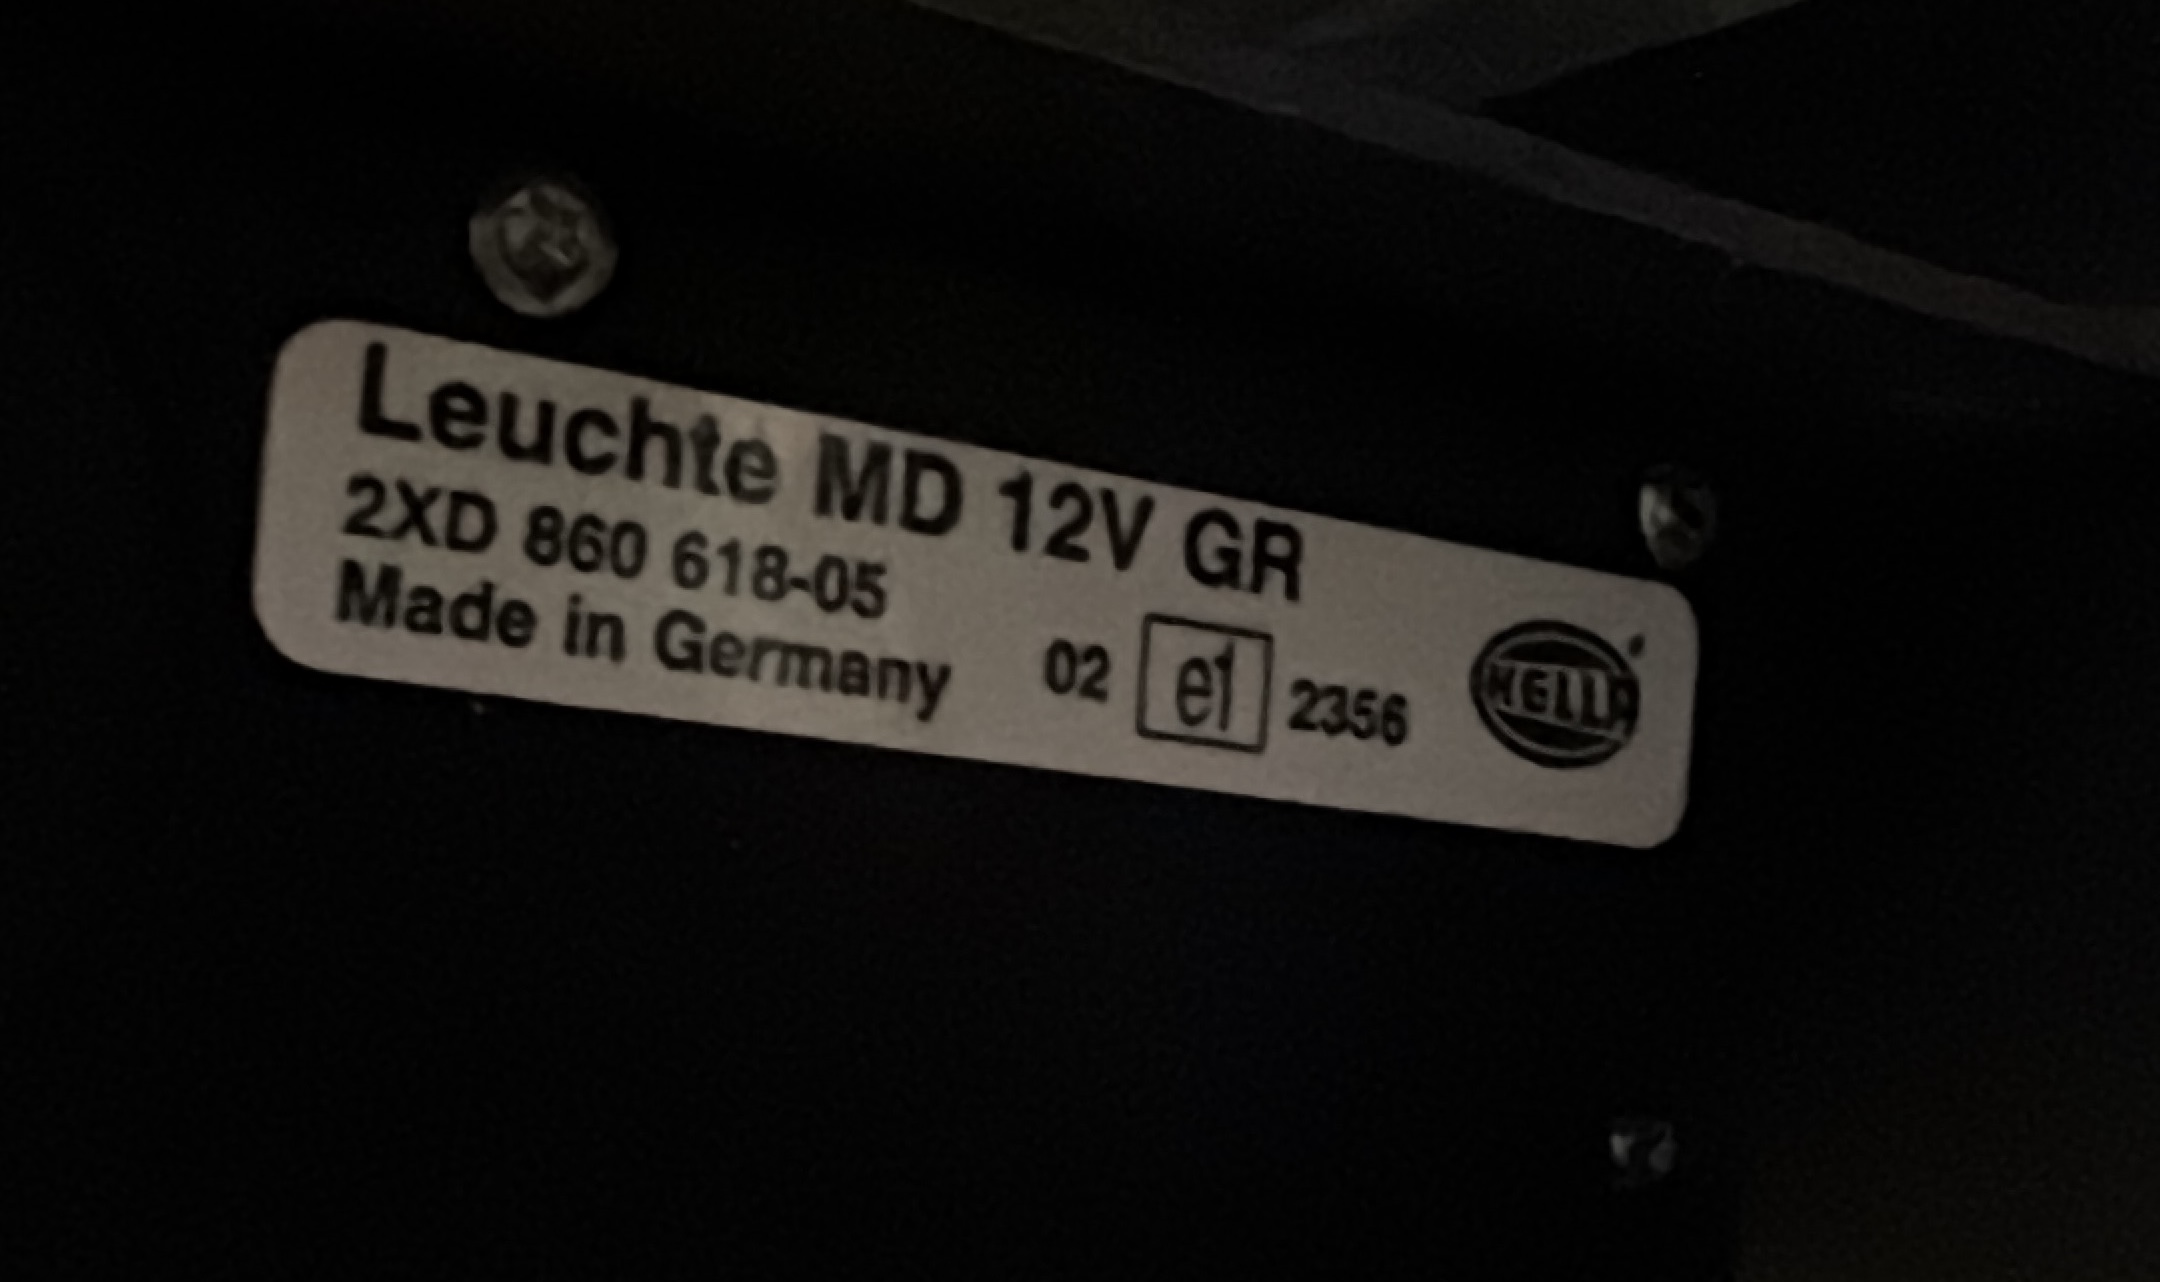 Leuchte MD 12V GR
2XD 860 618-05
Made in Germany
02 e1 2356
HELLA